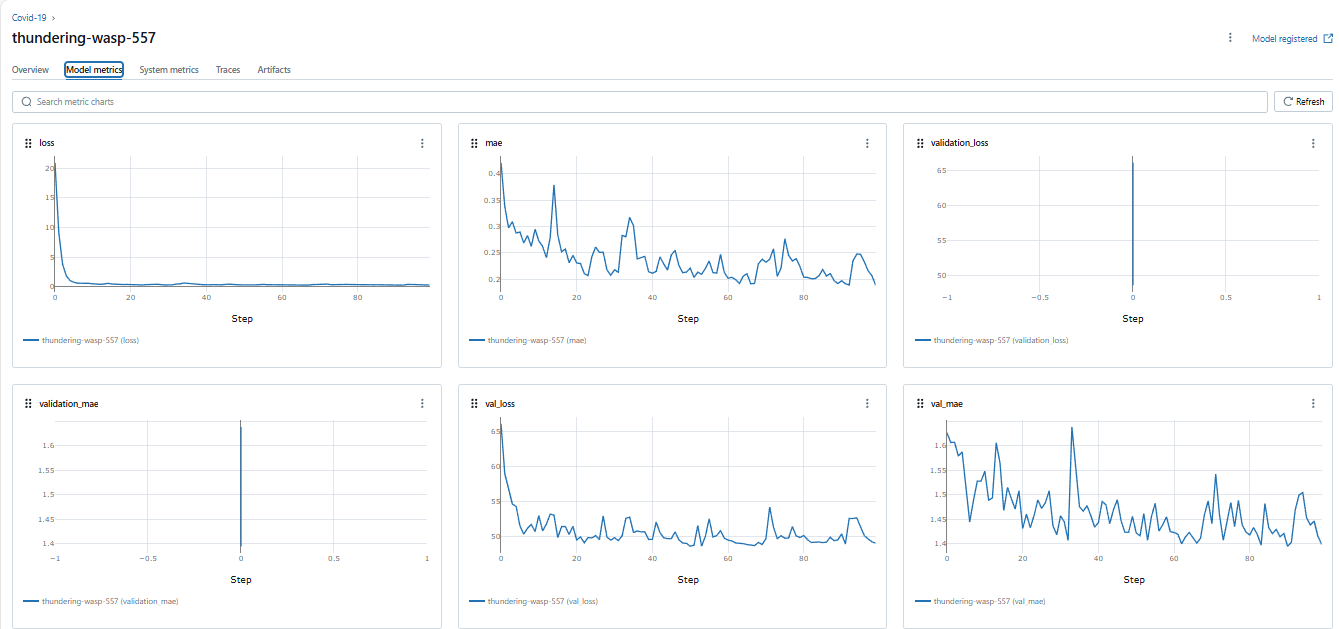 Covid-19 ›
thundering-wasp-557
Model registered
Overview Model metrics System metrics Traces Artifacts
Search metric charts
Refresh
loss
20
15
10
5
0
0 20 40 60 80
Step
thundering-wasp-557 (loss)
mae
0.4
0.35
0.3
0.25
0.2
0 20 40 60 80
Step
thundering-wasp-557 (mae)
validation_loss
65
60
55
50
−1 −0.5 0 0.5 1
Step
thundering-wasp-557 (validation_loss)
validation_mae
1.6
1.55
1.5
1.45
1.4
−1 −0.5 0 0.5 1
Step
thundering-wasp-557 (validation_mae)
val_loss
65
60
55
50
0 20 40 60 80
Step
thundering-wasp-557 (val_loss)
val_mae
1.6
1.55
1.5
1.45
1.4
0 20 40 60 80
Step
thundering-wasp-557 (val_mae)